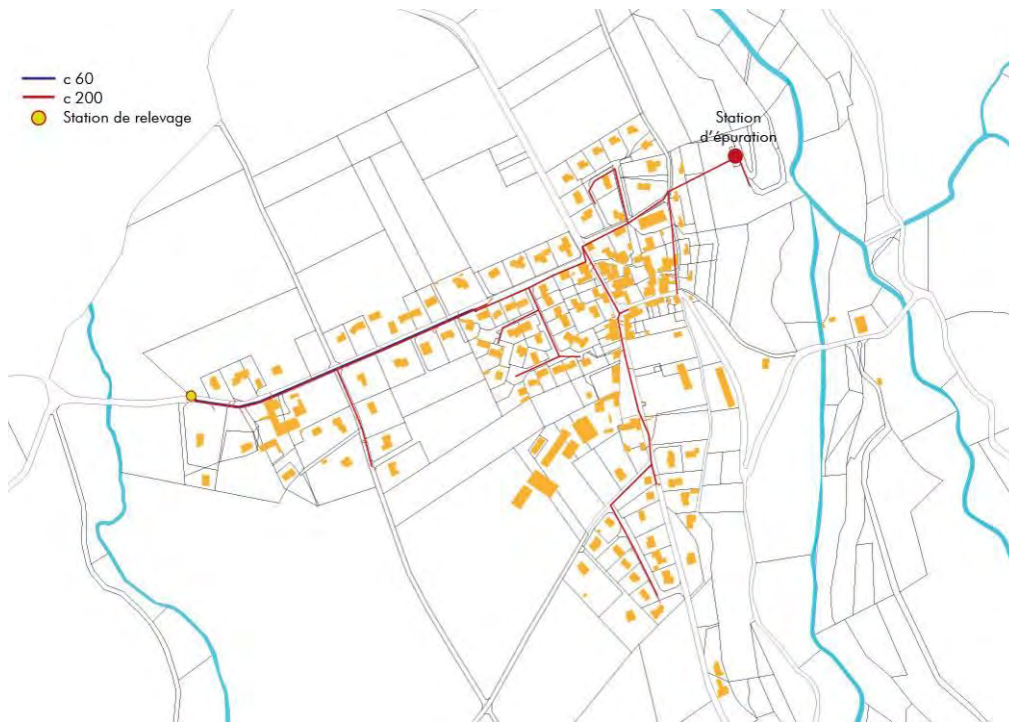 c 60
c 200
Station de relevage
Station
d'épuration